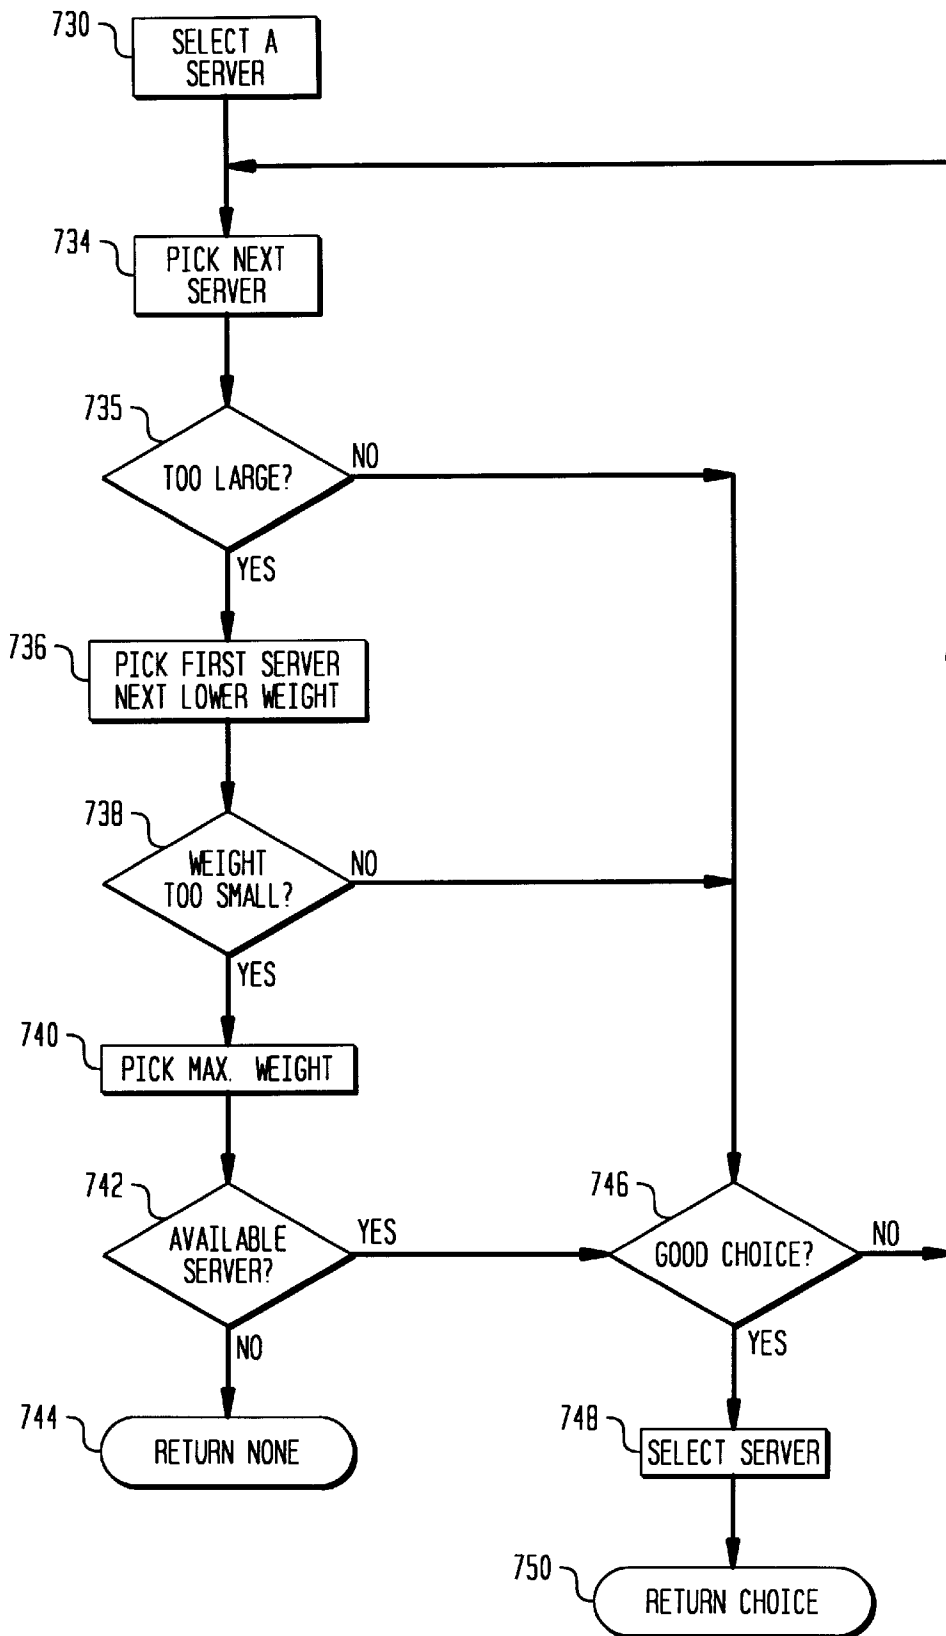 730
SELECT A
SERVER
734
PICK NEXT
SERVER
735
TOO LARGE?
NO
YES
736
PICK FIRST SERVER
NEXT LOWER WEIGHT
738
WEIGHT
TOO SMALL?
NO
YES
740
PICK MAX. WEIGHT
742
AVAILABLE
SERVER?
YES
NO
744
RETURN NONE
746
GOOD CHOICE?
NO
YES
748
SELECT SERVER
750
RETURN CHOICE